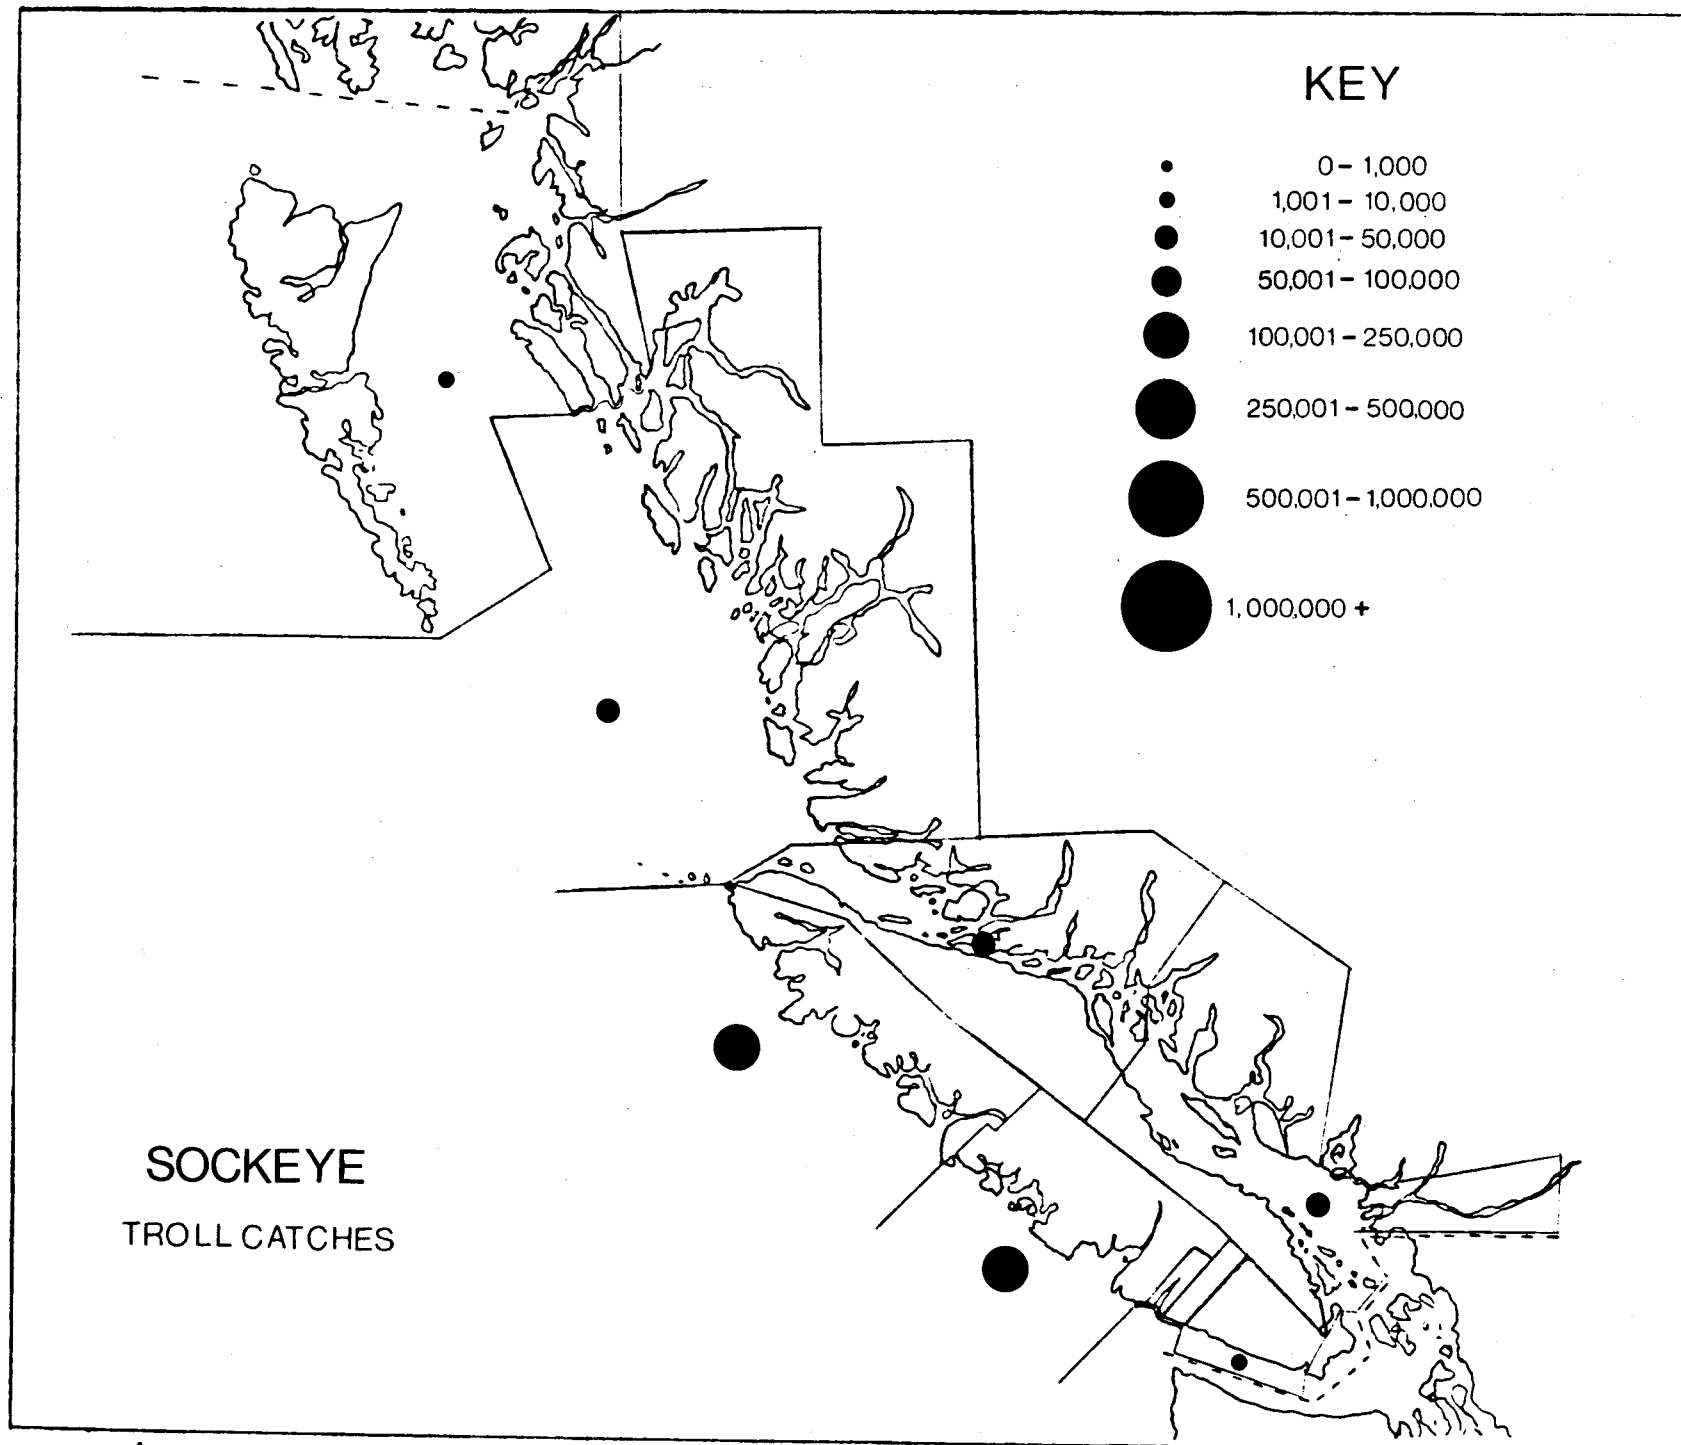 KEY
0 - 1,000
1,001 - 10,000
10,001 - 50,000
50,001 - 100,000
100,001 - 250,000
250,001 - 500,000
500,001 - 1,000,000
1,000,000 +
SOCKEYE
TROLL CATCHES